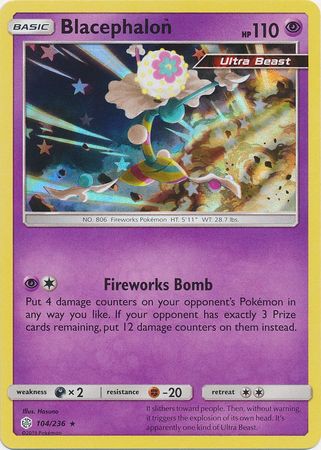 BASIC Blacephalon HP 110
Ultra Beast
NO. 806 Fireworks Pokémon HT: 5'11" WT: 28.7 lbs.
Fireworks Bomb
Put 4 damage counters on your opponent's Pokémon
in any way you like. If your opponent has exactly 3 Prize
cards remaining, put 12 damage counters on them instead.
weakness ×2 resistance -20 retreat
Illus. Hasuno
104/236 ★
©2019 Pokémon
It slithers toward people. Then, without warning,
it triggers the explosion of its own head. It's
apparently one kind of Ultra Beast.